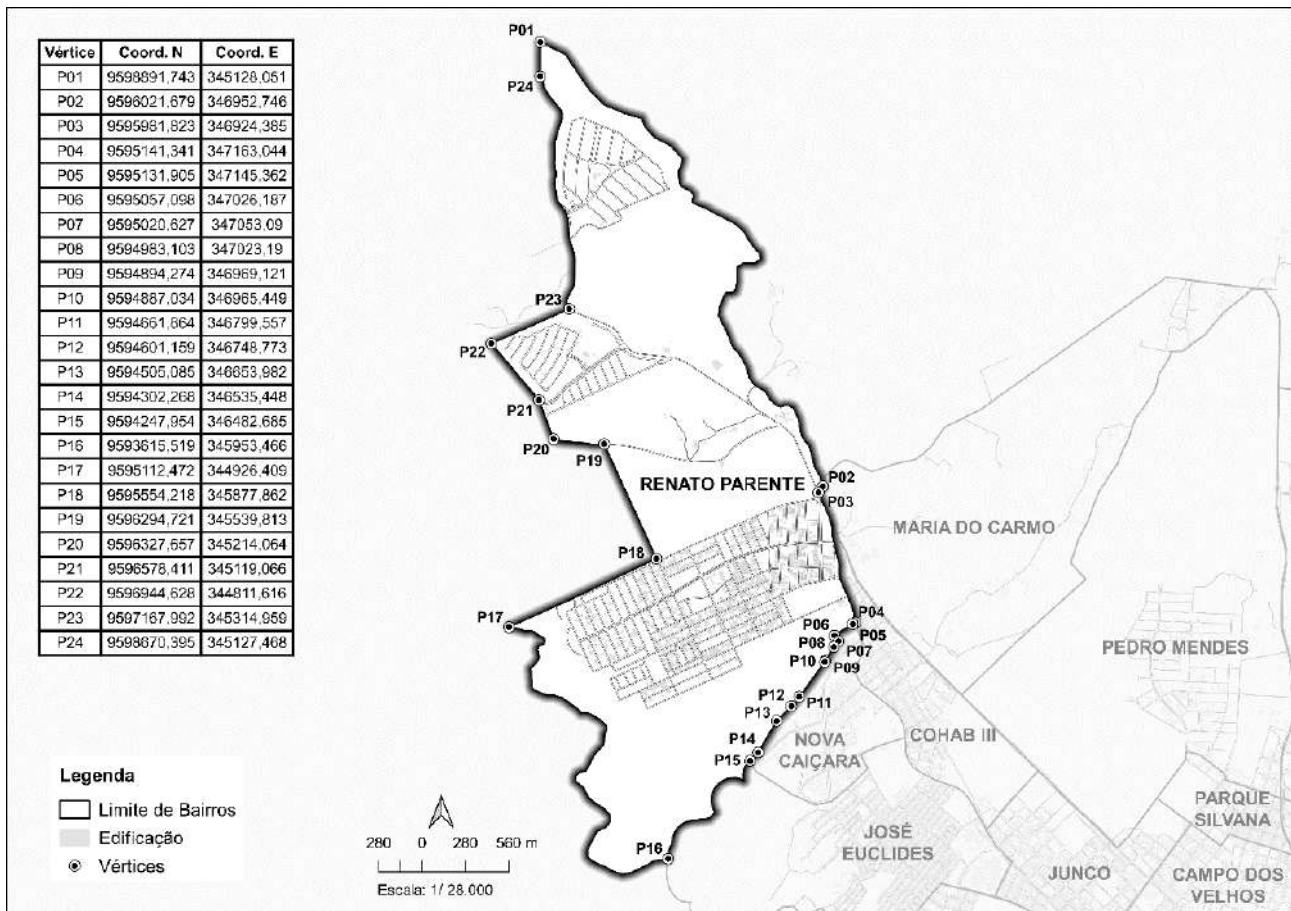 Vértice Coord. N Coord. E
P01 9598891,743 345128,051
P02 9596021,679 346952,746
P03 9595981,823 346924,385
P04 9595141,341 347163,044
P05 9595131,905 347145,362
P06 9595057,098 347026,187
P07 9595020,627 347053,09
P08 9594983,103 347023,19
P09 9594894,274 346969,121
P10 9594887,034 346965,449
P11 9594661,664 346799,557
P12 9594601,159 346748,773
P13 9594505,085 346653,982
P14 9594302,268 346535,448
P15 9594247,954 346482,685
P16 9593615,519 345953,466
P17 9595112,472 344926,409
P18 9595554,218 345877,862
P19 9596294,721 345539,813
P20 9596327,657 345214,064
P21 9596578,411 345119,066
P22 9596944,628 344811,616
P23 9597167,992 345314,959
P24 9598670,395 345127,468
P01
P24
P23
P22
P21
P20
P19
RENATO PARENTE
P02
P03
MARIA DO CARMO
P18
P17
P04
P06
P05
P08
P07
P10
P09
PEDRO MENDES
P12
P11
P13
NOVA
CAIÇARA
COHAB III
P14
P15
PARQUE
SILVANA
JOSÉ
EUCLIDES
P16
JUNCO
CAMPO DOS
VELHOS
Legenda
Limite de Bairros
Edificação
Vértices
280 0 280 560 m
Escala: 1/ 28.000